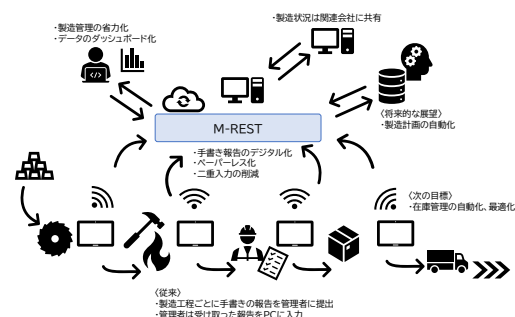 ・製造管理の省力化
・データのダッシュボード化
・製造状況は関連会社に共有
〈将来的な展望〉
・製造計画の自動化
M-REST
・手書き報告のデジタル化
・ペーパーレス化
・二重入力の削減
〈次の目標〉
・在庫管理の自動化、最適化
〈従来〉
・製造工程ごとに手書きの報告を管理者に提出
・管理者は受け取った報告をPCに入力